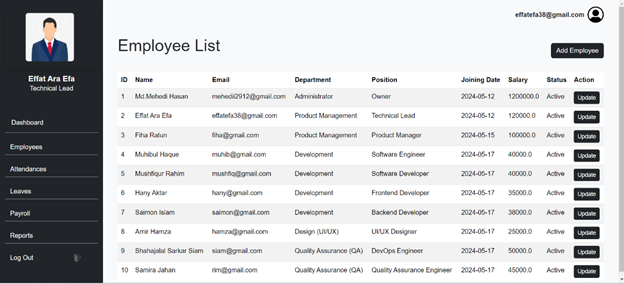 effatefa38@gmail.com
Effat Ara Efa
Technical Lead
Dashboard
Employees
Attendances
Leaves
Payroll
Reports
Log Out
Employee List
Add Employee
ID Name Email Department Position Joining Date Salary Status Action
1 Md.Mehedi Hasan mehedii2912@gmail.com Administrator Owner 2024-05-12 1200000.0 Active Update
2 Effat Ara Efa effatefa38@gmail.com Product Management Technical Lead 2024-05-12 120000.0 Active Update
3 Fiha Ratun fiha@gmail.com Product Management Product Manager 2024-05-15 100000.0 Active Update
4 Muhibul Haque muhib@gmail.com Development Software Engineer 2024-05-17 40000.0 Active Update
5 Mushfiqur Rahim mushfiq@gmail.com Development Software Developer 2024-05-17 40000.0 Active Update
6 Hany Aktar hany@gmail.com Development Frontend Developer 2024-05-17 35000.0 Active Update
7 Saimon Islam saimon@gmail.com Development Backend Developer 2024-05-17 38000.0 Active Update
8 Amir Hamza hamza@gmail.com Design (UI/UX) UI/UX Designer 2024-05-17 25000.0 Active Update
9 Shahajalal Sarkar Siam siam@gmail.com Quality Assurance (QA) DevOps Engineer 2024-05-17 50000.0 Active Update
10 Samira Jahan rim@gmail.com Quality Assurance (QA) Quality Assurance Engineer 2024-05-17 45000.0 Active Update